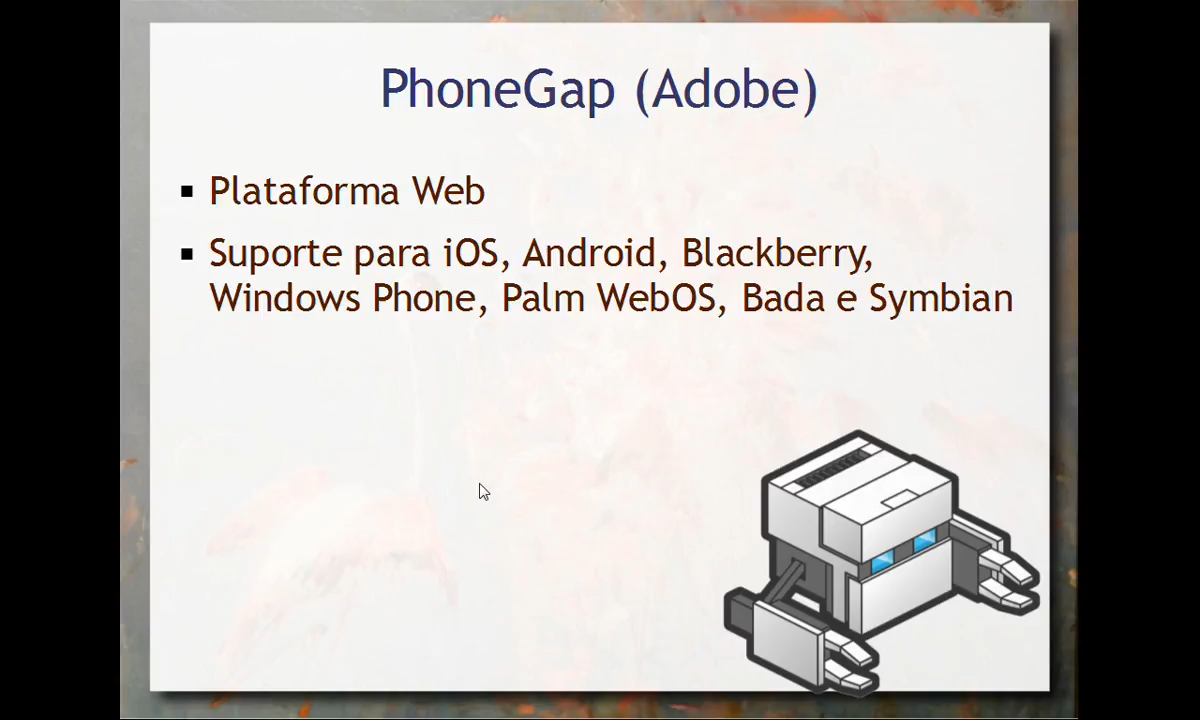 PhoneGap (Adobe)
Plataforma Web
Suporte para iOS, Android, Blackberry,
Windows Phone, Palm WebOS, Bada e Symbian